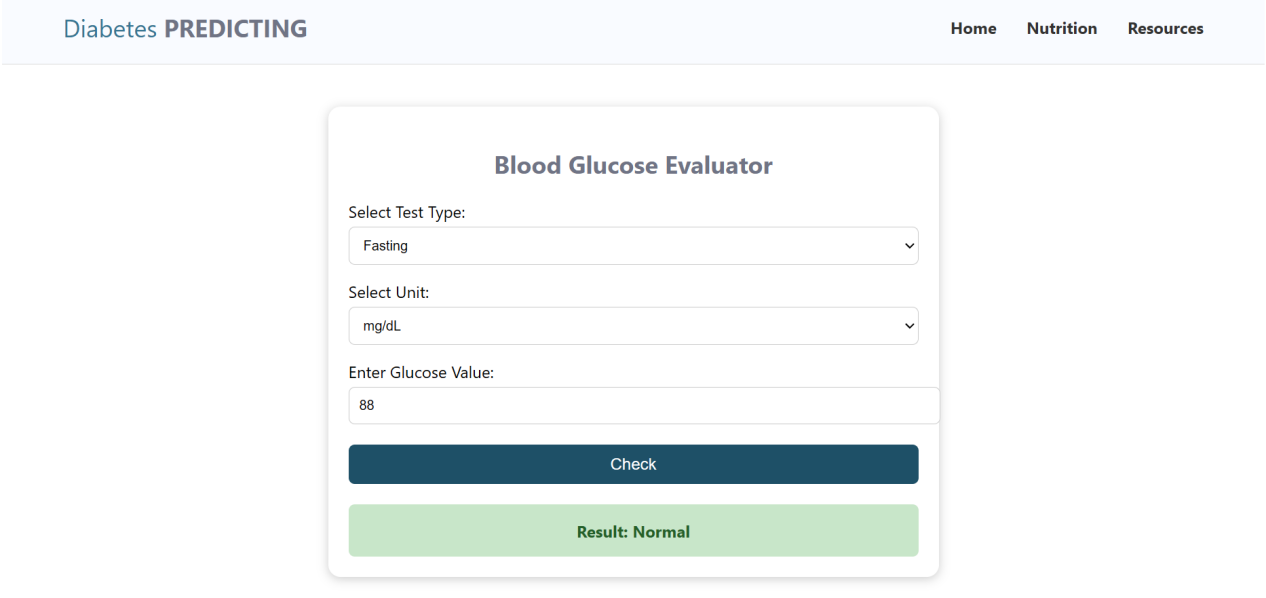 Diabetes PREDICTING
Home Nutrition Resources
Blood Glucose Evaluator
Select Test Type:
Fasting
Select Unit:
mg/dL
Enter Glucose Value:
88
Check
Result: Normal